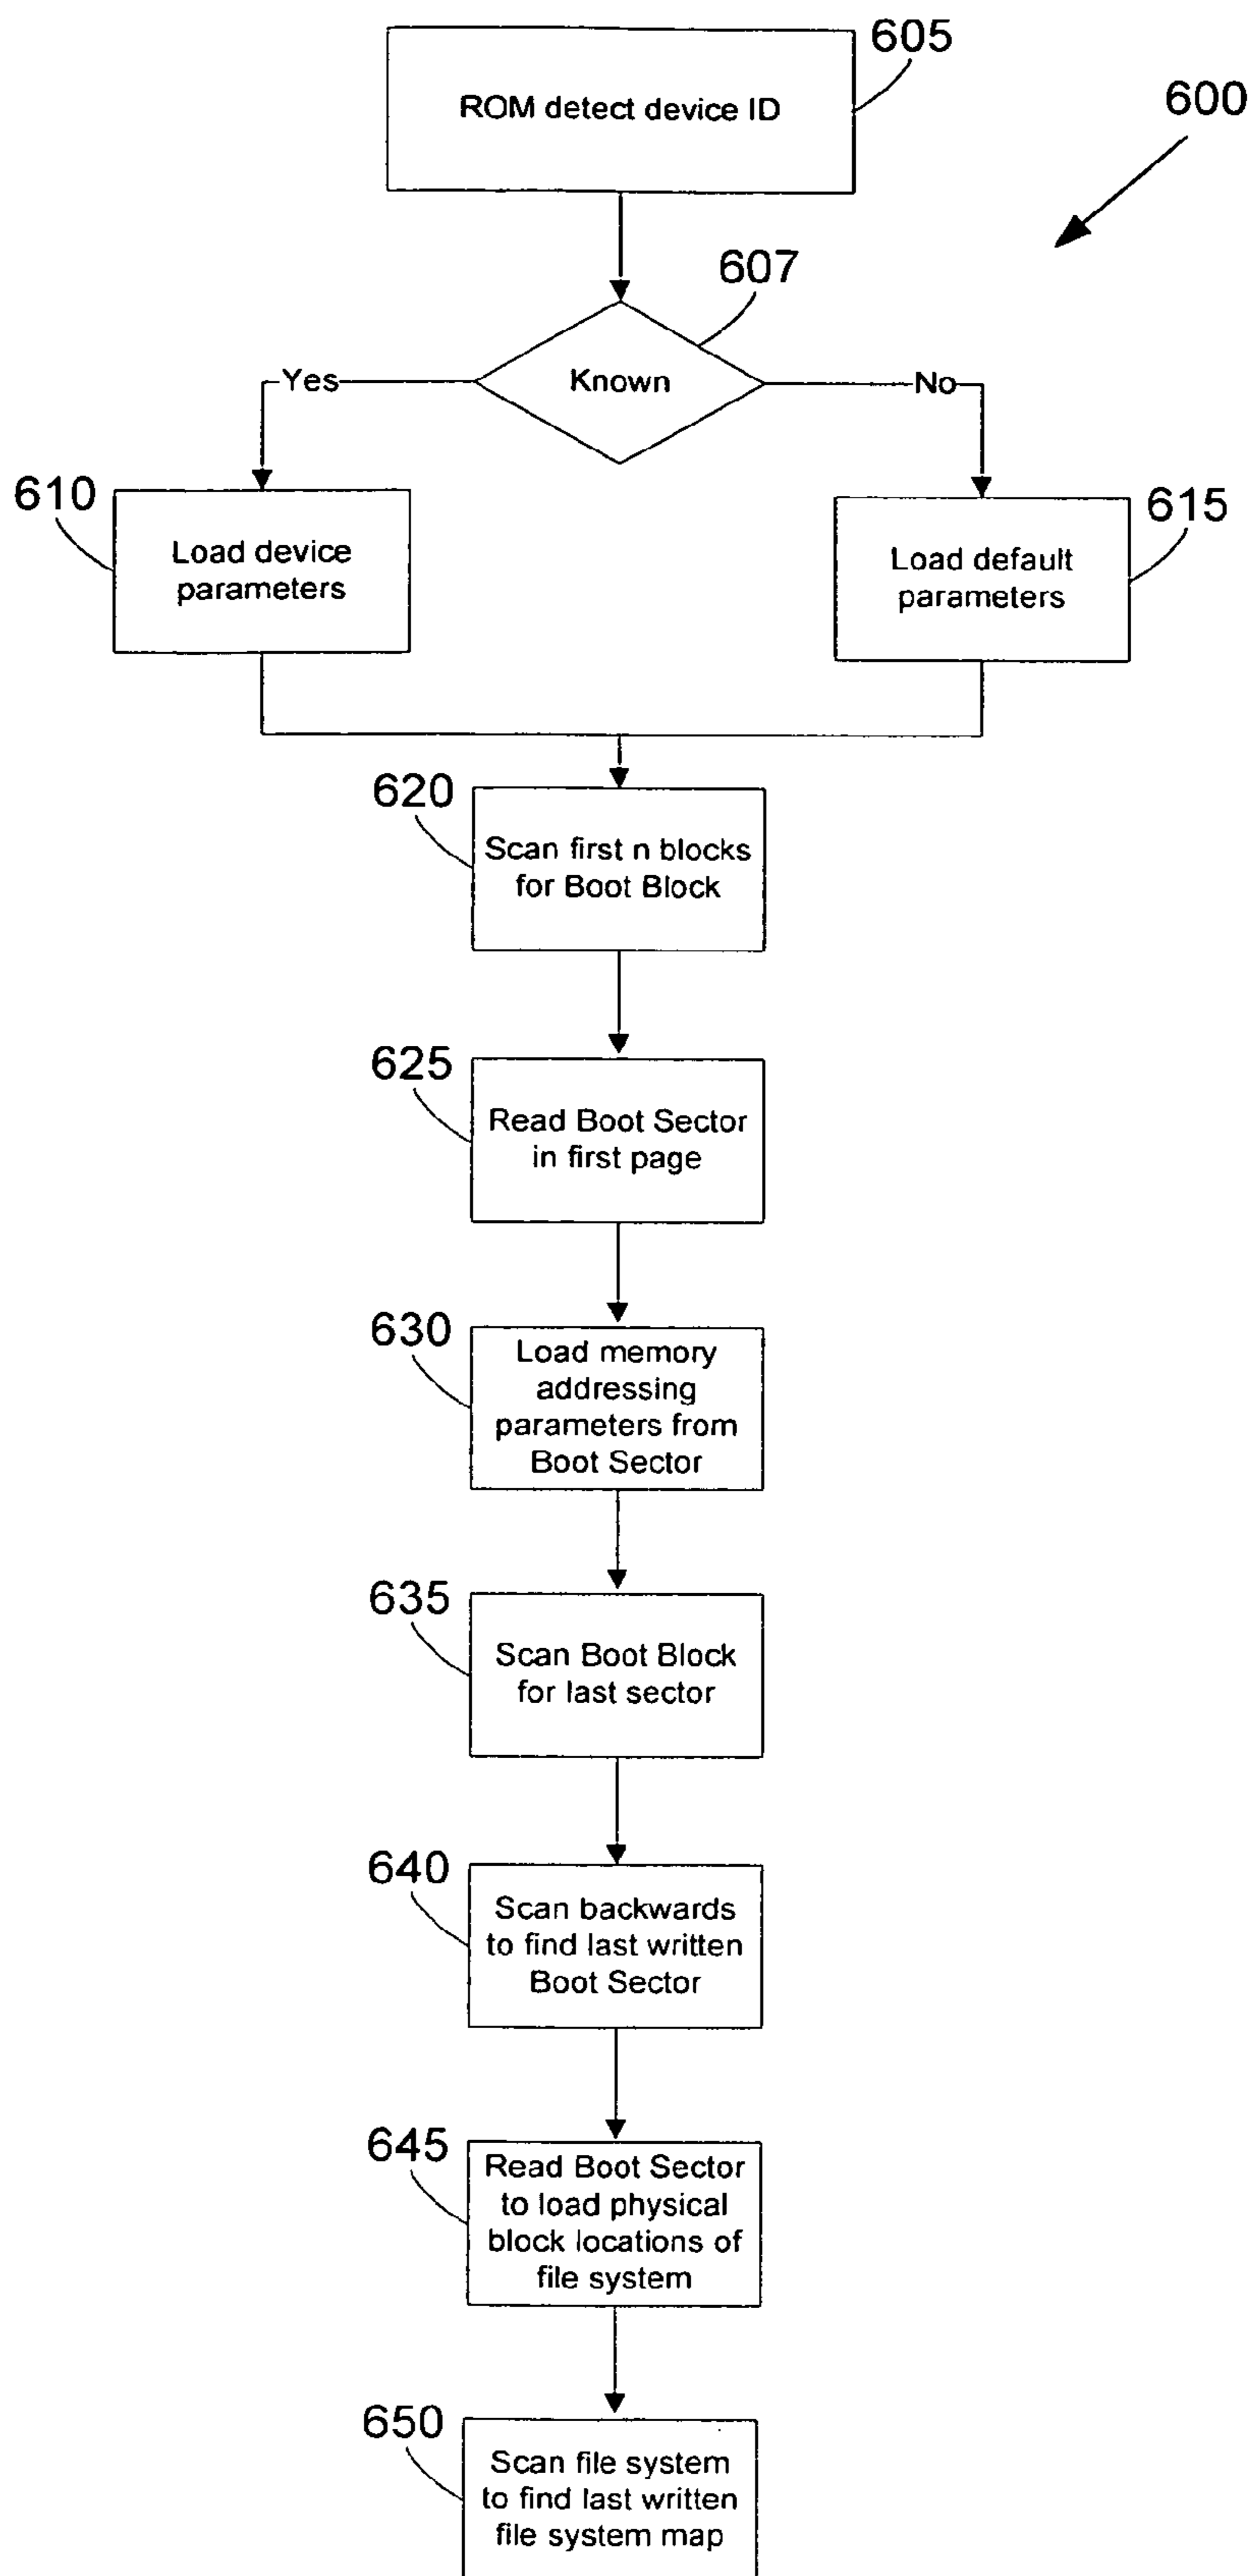 605
ROM detect device ID
600
607
Yes
Known
No
610
Load device
parameters
615
Load default
parameters
620
Scan first n blocks
for Boot Block
625
Read Boot Sector
in first page
630
Load memory
addressing
parameters from
Boot Sector
635
Scan Boot Block
for last sector
640
Scan backwards
to find last written
Boot Sector
645
Read Boot Sector
to load physical
block locations of
file system
650
Scan file system
to find last written
file system map